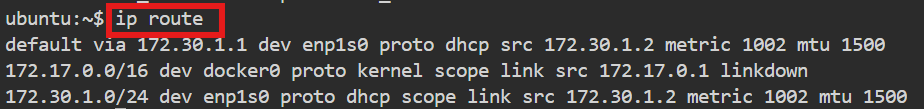 ubuntu:~$ ip route
default via 172.30.1.1 dev enp1s0 proto dhcp src 172.30.1.2 metric 1002 mtu 1500
172.17.0.0/16 dev docker0 proto kernel scope link src 172.17.0.1 linkdown
172.30.1.0/24 dev enp1s0 proto dhcp scope link src 172.30.1.2 metric 1002 mtu 1500